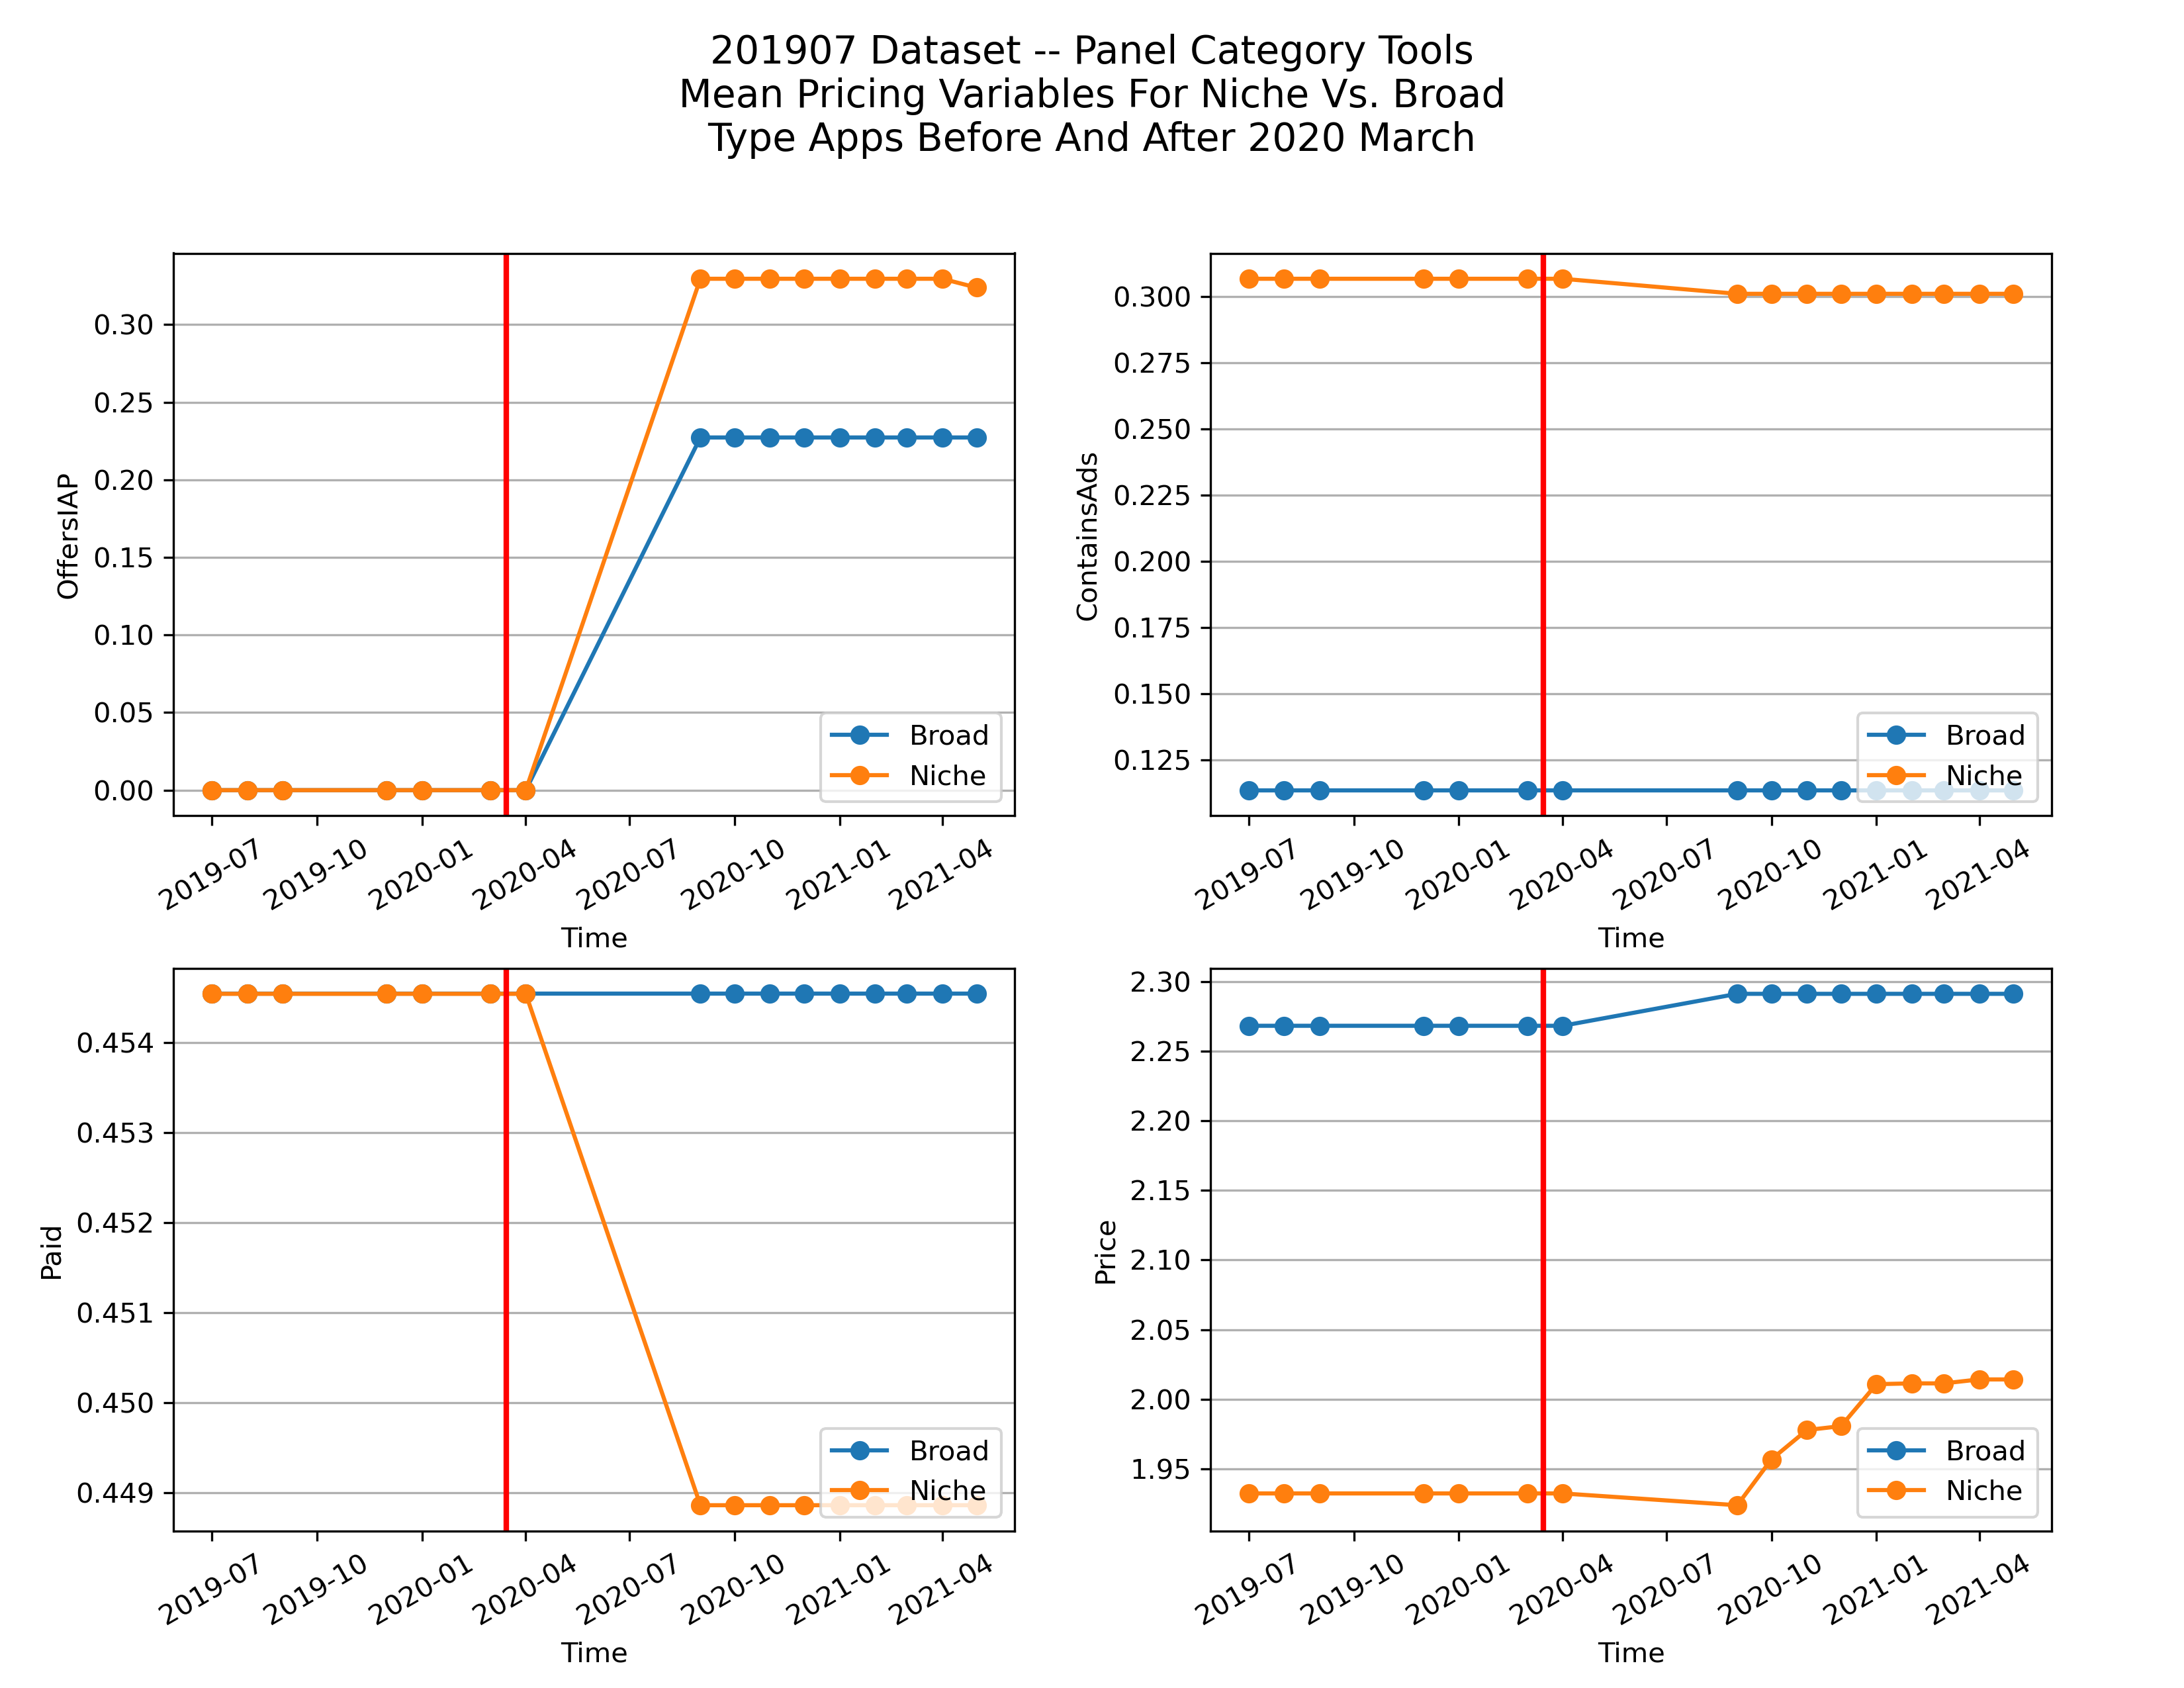 201907 Dataset -- Panel Category Tools
Mean Pricing Variables For Niche Vs. Broad
Type Apps Before And After 2020 March
OffersIAP
0.30
0.25
0.20
0.15
0.10
0.05
0.00
Broad
Niche
2019-07 2019-10 2020-01 2020-04 2020-07 2020-10 2021-01 2021-04
Time
ContainsAds
0.300
0.275
0.250
0.225
0.200
0.175
0.150
0.125
Broad
Niche
2019-07 2019-10 2020-01 2020-04 2020-07 2020-10 2021-01 2021-04
Time
Paid
0.454
0.453
0.452
0.451
0.450
0.449
Broad
Niche
2019-07 2019-10 2020-01 2020-04 2020-07 2020-10 2021-01 2021-04
Time
Price
2.30
2.25
2.20
2.15
2.10
2.05
2.00
1.95
Broad
Niche
2019-07 2019-10 2020-01 2020-04 2020-07 2020-10 2021-01 2021-04
Time